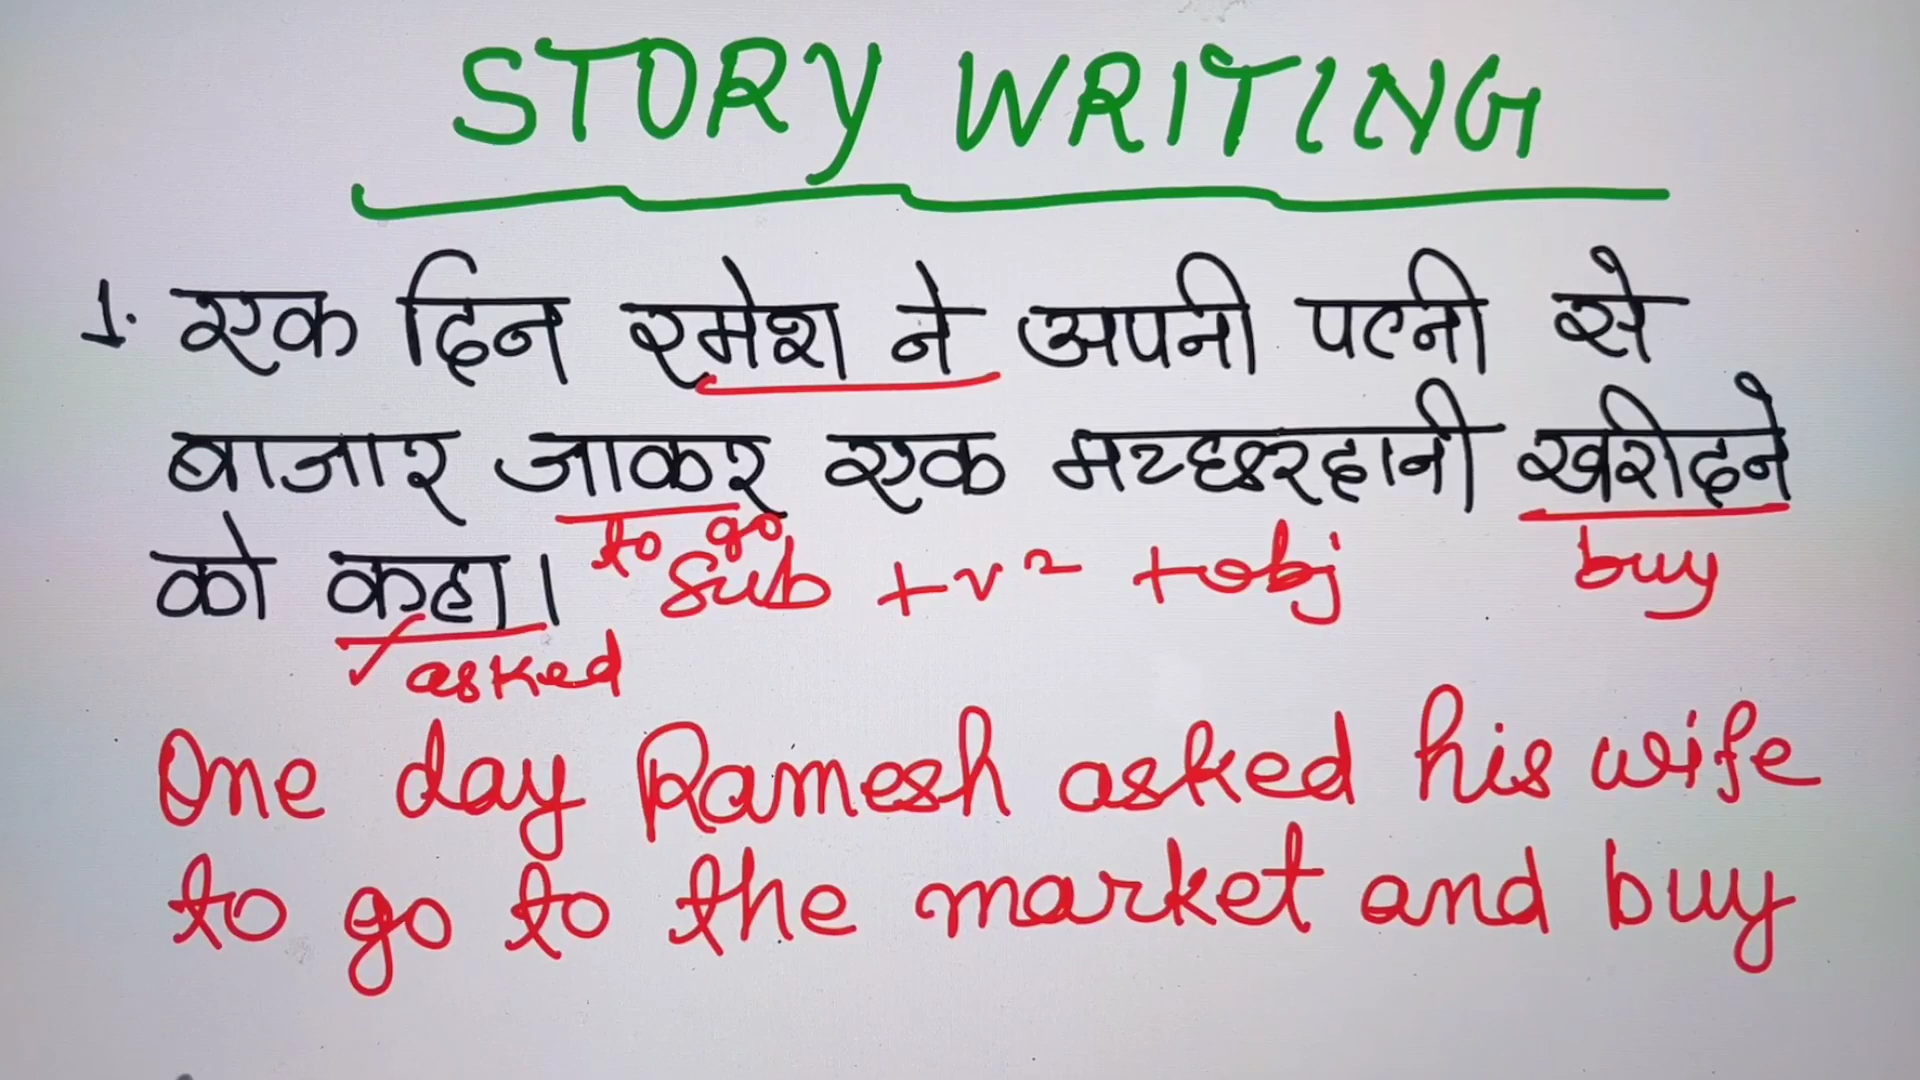 STORY WRITING
1. एक दिन रमेश ने अपनी पत्नी से
बाजार जाकर एक मच्छरदानी खरीदने
to go
को कहा। Sub + v² + obj buy
asked
One day Ramesh asked his wife
to go to the market and buy